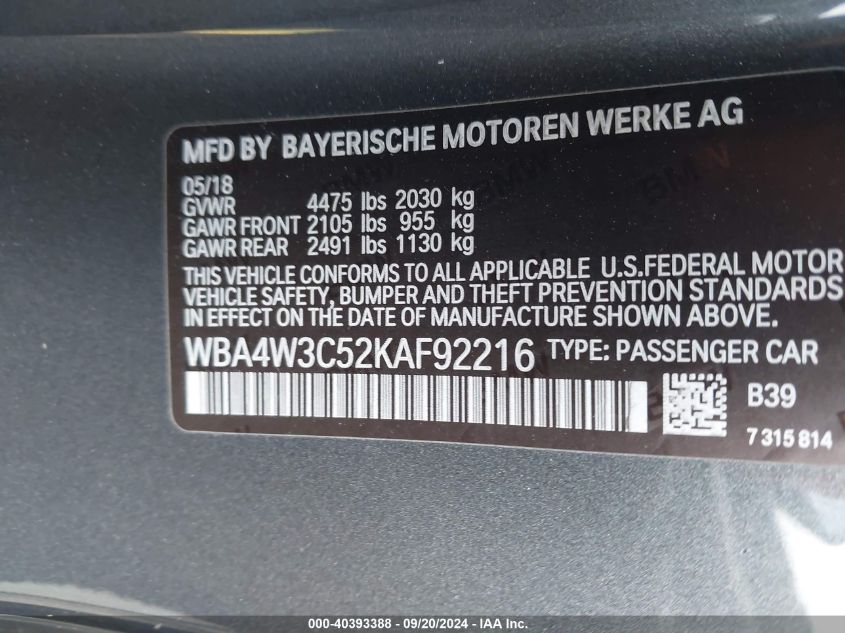 MFD BY BAYERISCHE MOTOREN WERKE AG
05/18
GVWR 4475 lbs 2030 kg
GAWR FRONT 2105 lbs 955 kg
GAWR REAR 2491 lbs 1130 kg
THIS VEHICLE CONFORMS TO ALL APPLICABLE U.S.FEDERAL MOTOR
VEHICLE SAFETY, BUMPER AND THEFT PREVENTION STANDARDS
IN EFFECT ON THE DATE OF MANUFACTURE SHOWN ABOVE.
WBA4W3C52KAF92216 TYPE: PASSENGER CAR
B39
7 315 814
000-40393388 - 09/20/2024 - IAA, Inc.